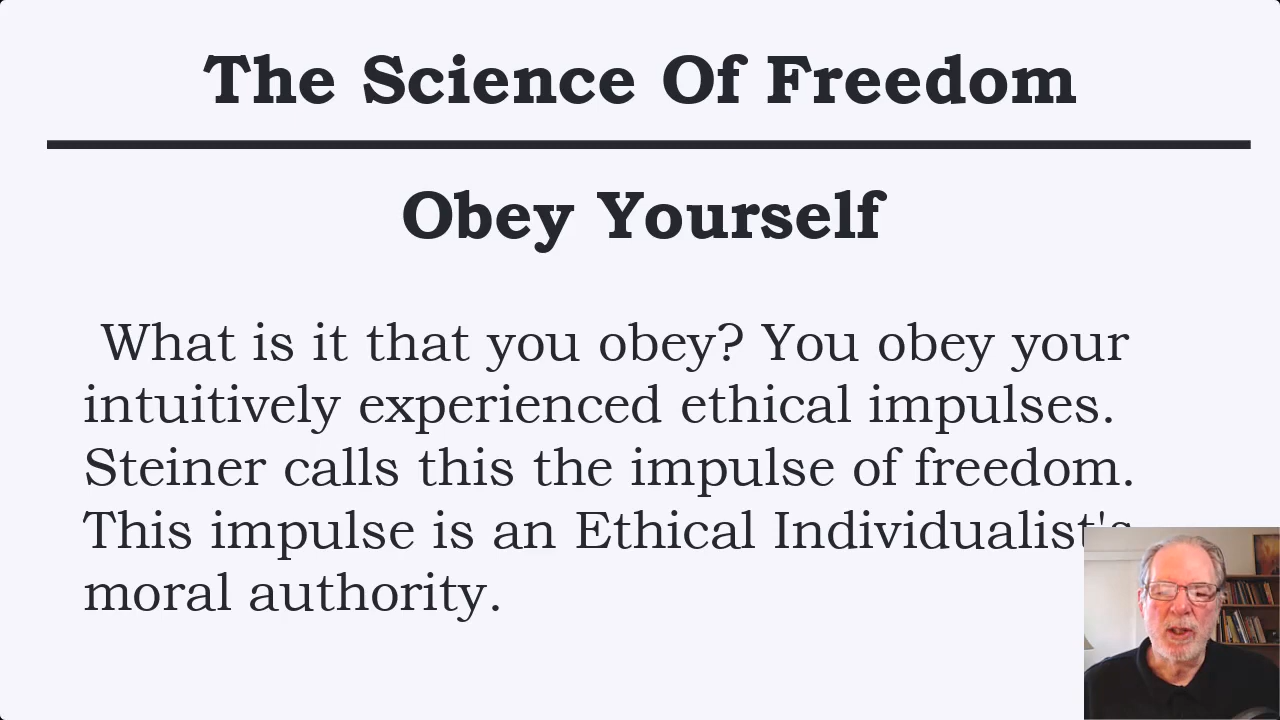 The Science Of Freedom
Obey Yourself
What is it that you obey? You obey your
intuitively experienced ethical impulses.
Steiner calls this the impulse of freedom.
This impulse is an Ethical Individualist's
moral authority.